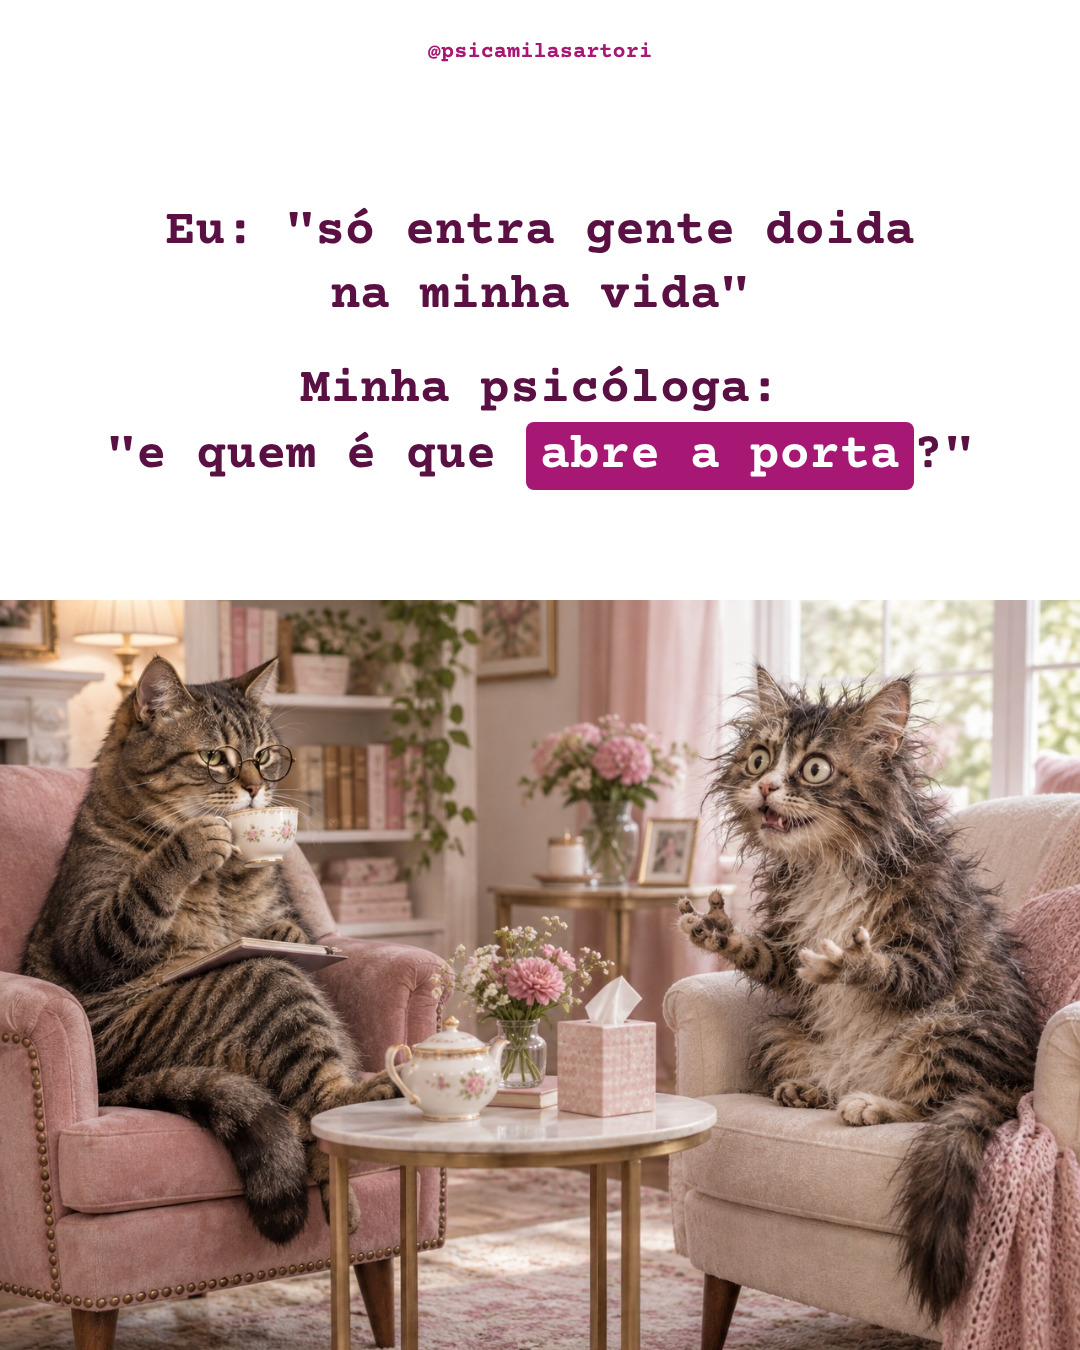 @psicamilasartori
Eu: "só entra gente doida
na minha vida"
Minha psicóloga:
"e quem é que abre a porta?"